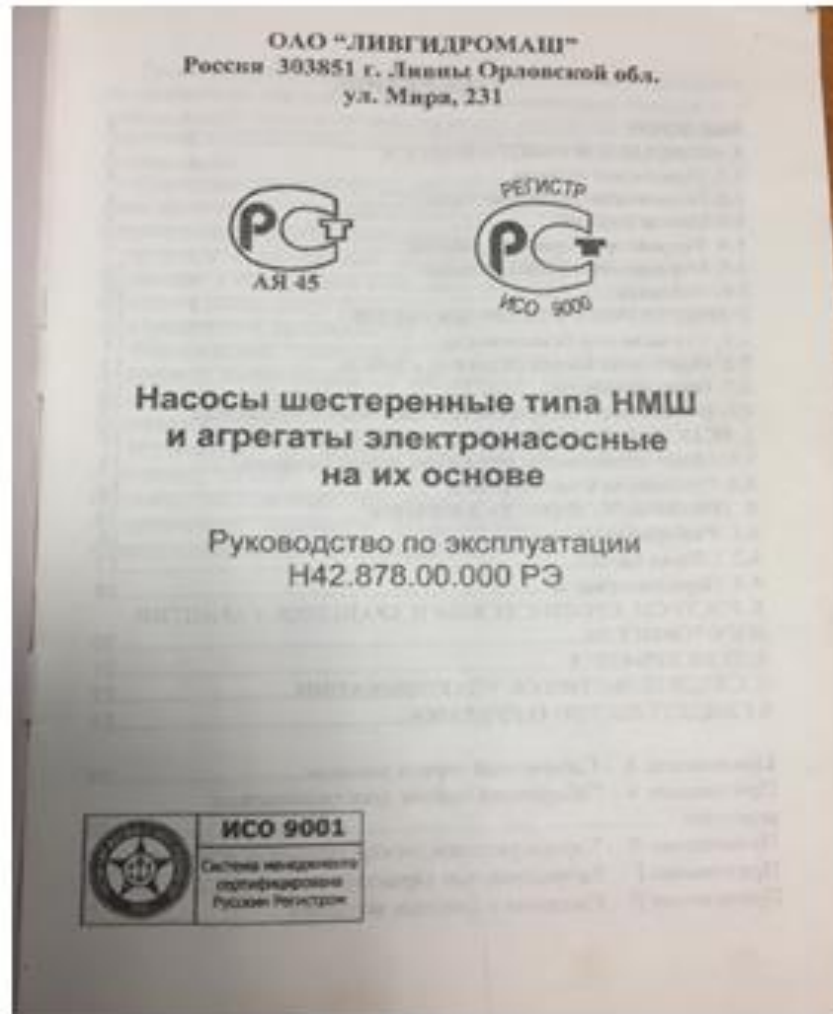 ОАО “ЛИВГИДРОМАШ”
Россия 303851 г. Ливны Орловской обл.
ул. Мира, 231
РСТ
АЯ 45
РЕГИСТР
РСТ
ИСО 9000
Насосы шестеренные типа НМШ
и агрегаты электронасосные
на их основе
Руководство по эксплуатации
Н42.878.00.000 РЭ
ИСО 9001
Система менеджмента
сертифицирована
Русским Регистром